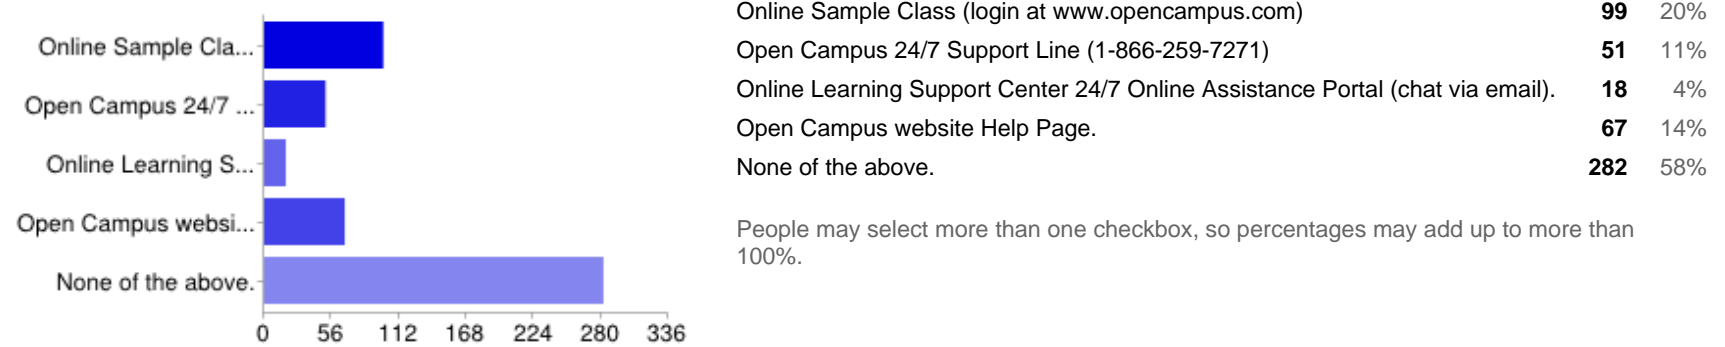 Online Sample Cla...
Open Campus 24/7 ...
Online Learning S...
Open Campus websi...
None of the above.
0 56 112 168 224 280 336
Online Sample Class (login at www.opencampus.com) 99 20%
Open Campus 24/7 Support Line (1-866-259-7271) 51 11%
Online Learning Support Center 24/7 Online Assistance Portal (chat via email). 18 4%
Open Campus website Help Page. 67 14%
None of the above. 282 58%
People may select more than one checkbox, so percentages may add up to more than
100%.